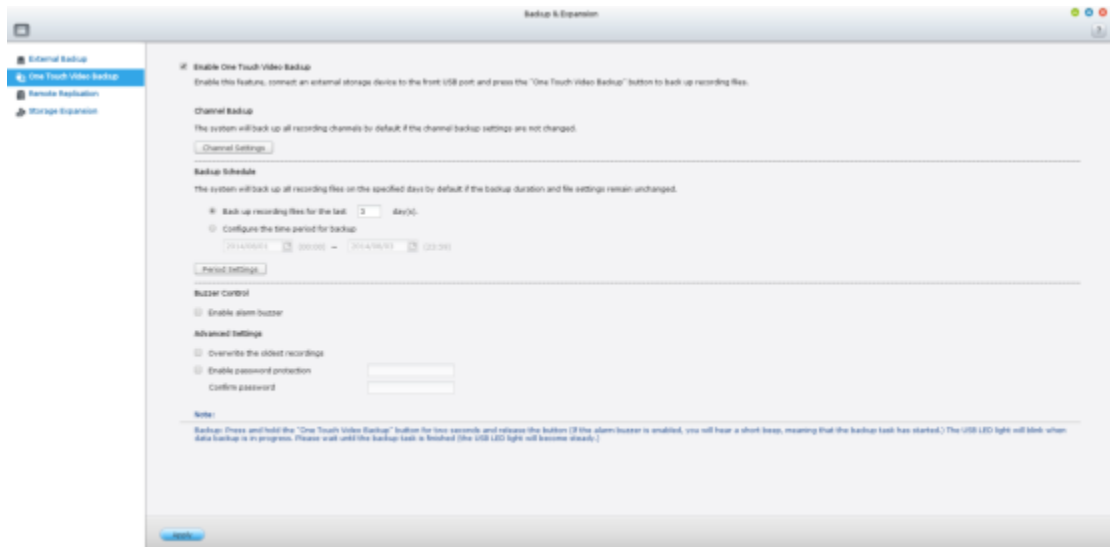 Backup & Expansion
External Backup
One Touch Video Backup
Remote Replication
Storage Expansion
Enable One Touch Video Backup
Enable this feature, connect an external storage device to the front USB port and press the "One Touch Video Backup" button to back up recording files.
Channel Backup
The system will back up all recording channels by default if the channel backup settings are not changed.
Channel Settings
Backup Schedule
The system will back up all recording files on the specified days by default if the backup duration and file settings remain unchanged.
Back up recording files for the last 3 day(s).
Configure the time period for backup
(00:00) ~ (23:59)
Period Settings
Buzzer Control
Enable alarm buzzer
Advanced Settings
Overwrite the oldest recordings
Enable password protection
Confirm password
Note:
Backup: Press and hold the "One Touch Video Backup" button for two seconds and release the button (If the alarm buzzer is enabled, you will hear a short beep, meaning that the backup task has started.) The USB LED light will blink when
data backup is in progress. Please wait until the backup task is finished (the USB LED light will become steady.)
Apply